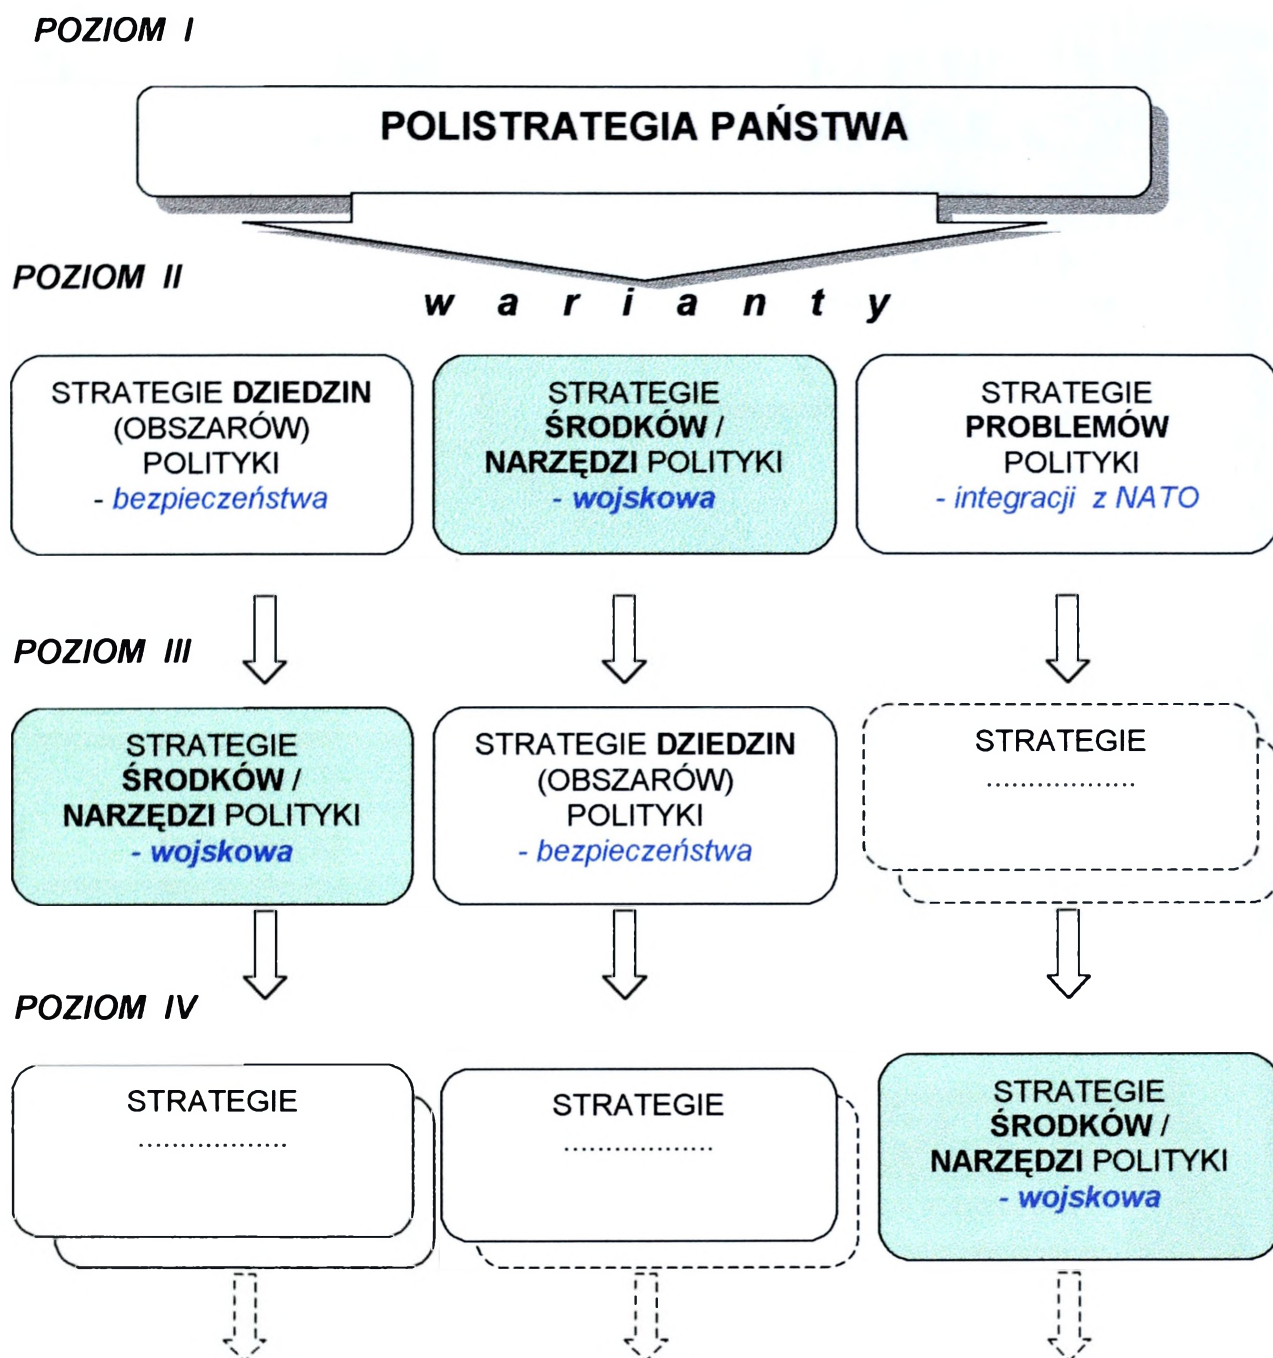 POZIOM I
POLISTRATEGIA PAŃSTWA
POZIOM II
w a r i a n t y
STRATEGIE DZIEDZIN
(OBSZARÓW)
POLITYKI
- bezpieczeństwa
STRATEGIE
ŚRODKÓW /
NARZĘDZI POLITYKI
- wojskowa
STRATEGIE
PROBLEMÓW
POLITYKI
- integracji z NATO
POZIOM III
STRATEGIE
ŚRODKÓW /
NARZĘDZI POLITYKI
- wojskowa
STRATEGIE DZIEDZIN
(OBSZARÓW)
POLITYKI
- bezpieczeństwa
STRATEGIE
..................
POZIOM IV
STRATEGIE
..................
STRATEGIE
..................
STRATEGIE
ŚRODKÓW /
NARZĘDZI POLITYKI
- wojskowa